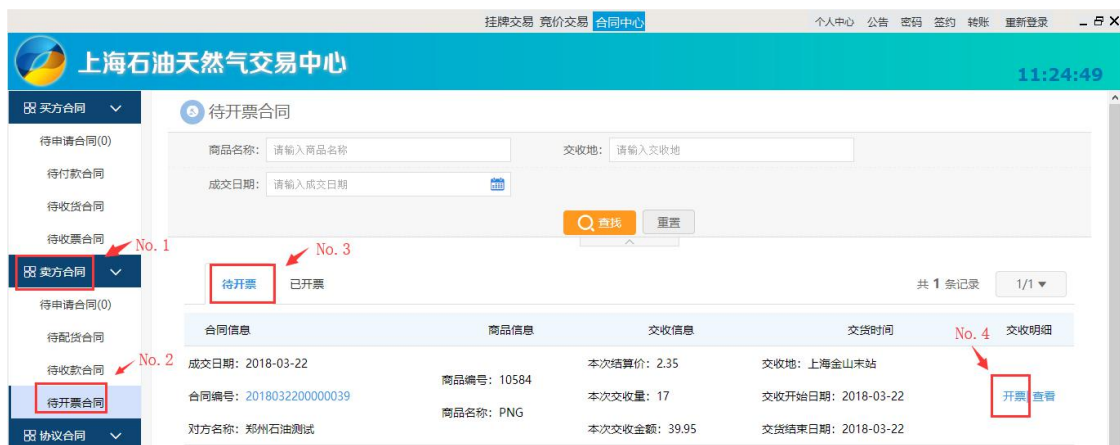 挂牌交易 竞价交易 合同中心 个人中心 公告 密码 签约 转账 重新登录
上海石油天然气交易中心
11:24:49
买方合同
待申请合同(0)
待付款合同
待收货合同
待收票合同
No. 1
卖方合同
待申请合同(0)
待配货合同
待收款合同
No. 2
待开票合同
协议合同
待开票合同
商品名称: 请输入商品名称 交收地: 请输入交收地
成交日期: 请输入成交日期
查找 重置
No. 3
待开票 已开票 共 1 条记录 1/1
合同信息 商品信息 交收信息 交货时间 No. 4 交收明细
成交日期: 2018-03-22
合同编号: 2018032200000039
对方名称: 郑州石油测试
商品编号: 10584
商品名称: PNG
本次结算价: 2.35
本次交收量: 17
本次交收金额: 39.95
交收地: 上海金山末站
交收开始日期: 2018-03-22
交货结束日期: 2018-03-22
开票 查看